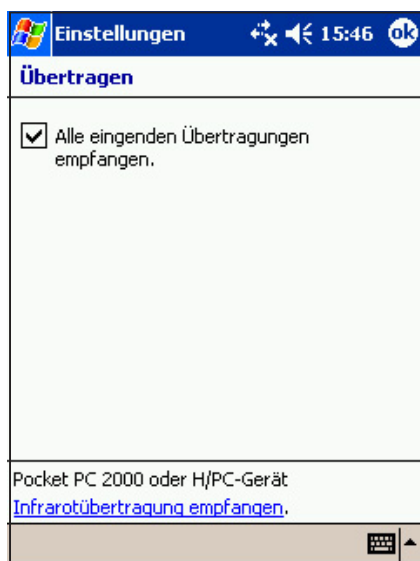 Einstellungen 15:46 ok
Übertragen
Alle eingenden Übertragungen
empfangen.
Pocket PC 2000 oder H/PC-Gerät
Infrarotübertragung empfangen.